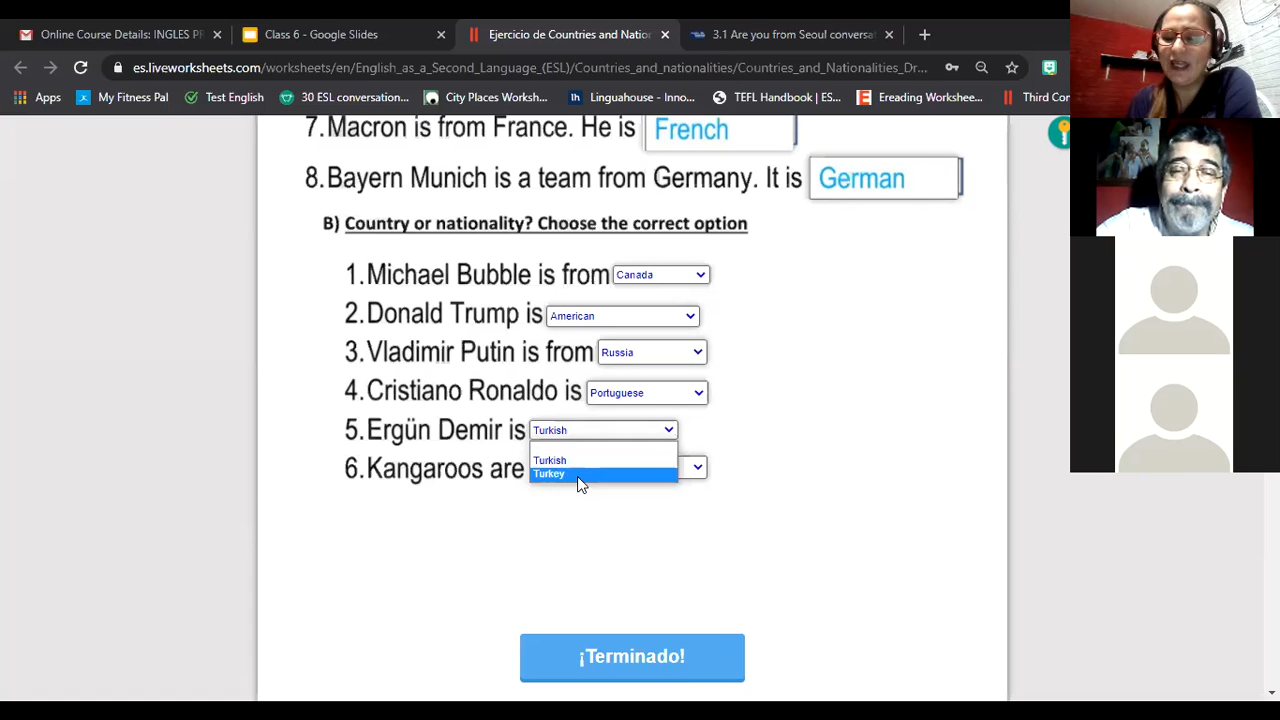 Online Course Details: INGLES PR
Class 6 - Google Slides
Ejercicio de Countries and Natio
3.1 Are you from Seoul conversa
es.liveworksheets.com/worksheets/en/English_as_a_Second_Language_(ESL)/Countries_and_nationalities/Countries_and_Nationalities_Dr...
Apps
My Fitness Pal
Test English
30 ESL conversation...
City Places Worksh...
Linguahouse - Inno...
TEFL Handbook | ES...
Ereading Workshee...
Third Con
7.Macron is from France. He is French
8.Bayern Munich is a team from Germany. It is German
B) Country or nationality? Choose the correct option
1.Michael Bubble is from Canada
2.Donald Trump is American
3.Vladimir Putin is from Russia
4.Cristiano Ronaldo is Portuguese
5.Ergün Demir is Turkish
Turkish
Turkey
6.Kangaroos are
¡Terminado!